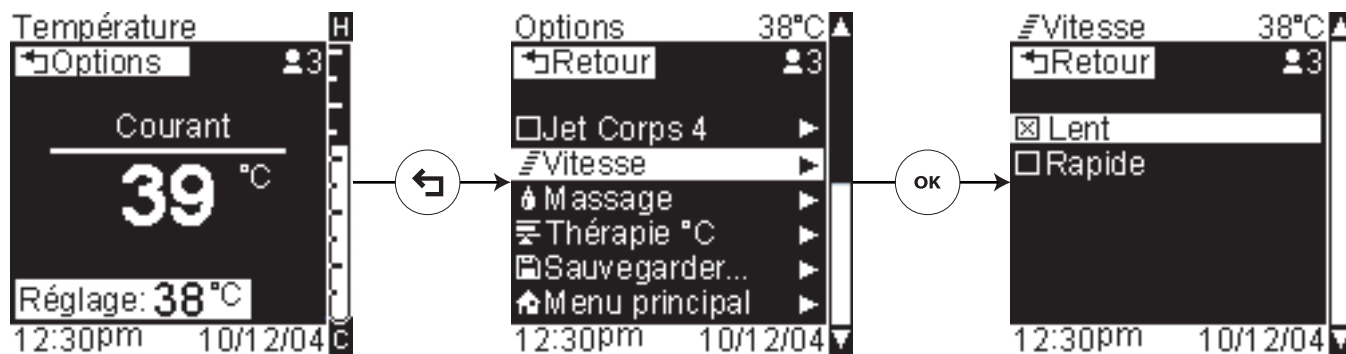 Température H
Options 3
Courant
39 °C
Réglage: 38°C
12:30pm 10/12/04 C
Options 38°C
Retour 3
Jet Corps 4
Vitesse
Massage
Thérapie °C
Sauvegarder...
Menu principal
12:30pm 10/12/04
OK
Vitesse 38°C
Retour 3
Lent
Rapide
12:30pm 10/12/04